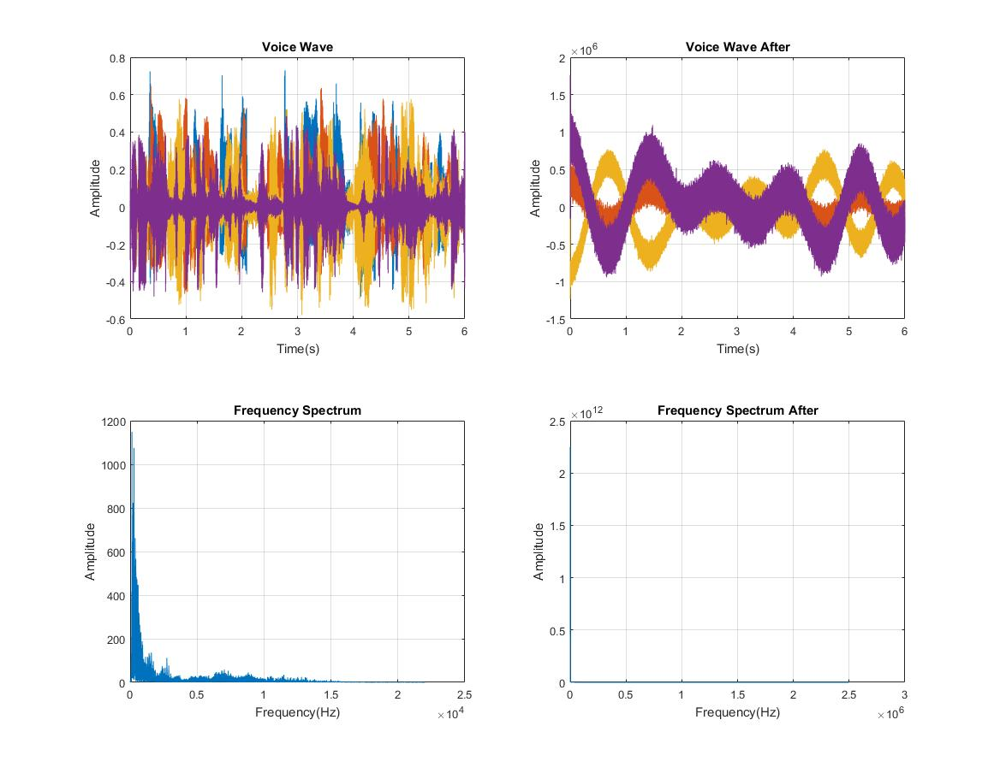 Voice Wave
0.8
0.6
0.4
0.2
0
-0.2
-0.4
-0.6
Amplitude
0 1 2 3 4 5 6
Time(s)
Voice Wave After
×10^6
2
1.5
1
0.5
0
-0.5
-1
-1.5
Amplitude
0 1 2 3 4 5 6
Time(s)
Frequency Spectrum
1200
1000
800
600
400
200
0
Amplitude
0 0.5 1 1.5 2 2.5
Frequency(Hz)
×10^4
Frequency Spectrum After
×10^12
2.5
2
1.5
1
0.5
0
Amplitude
0 0.5 1 1.5 2 2.5 3
Frequency(Hz)
×10^6